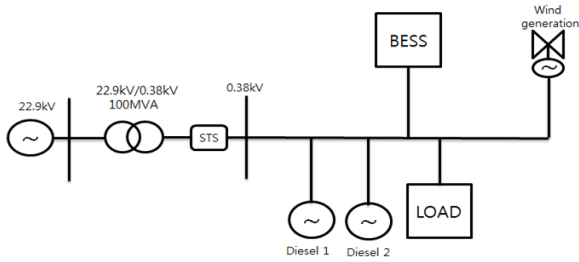 Wind
generation
BESS
22.9kV/0.38kV
100MVA
0.38kV
22.9kV
~
~
STS
~
~
LOAD
Diesel 1
Diesel 2